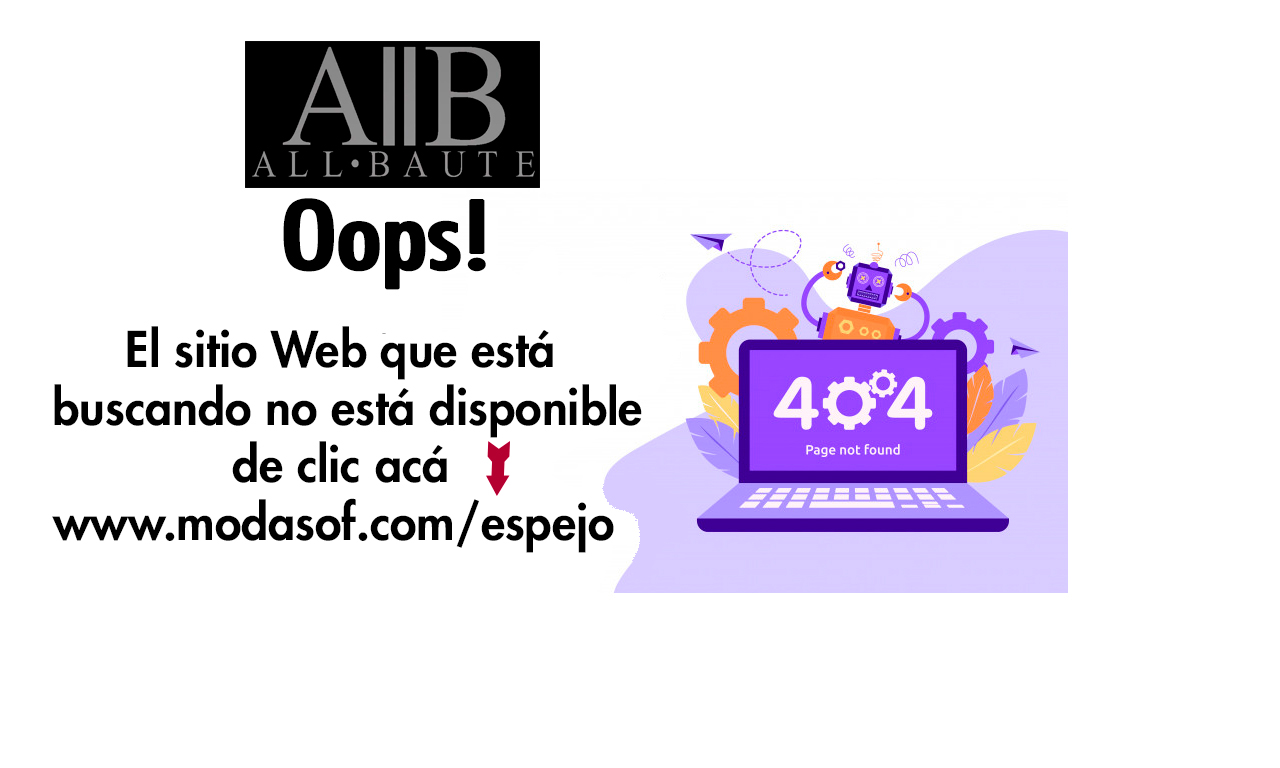 AllB
ALL•BAUTE
Oops!
El sitio Web que está
buscando no está disponible
de clic acá
www.modasof.com/espejo
404
Page not found